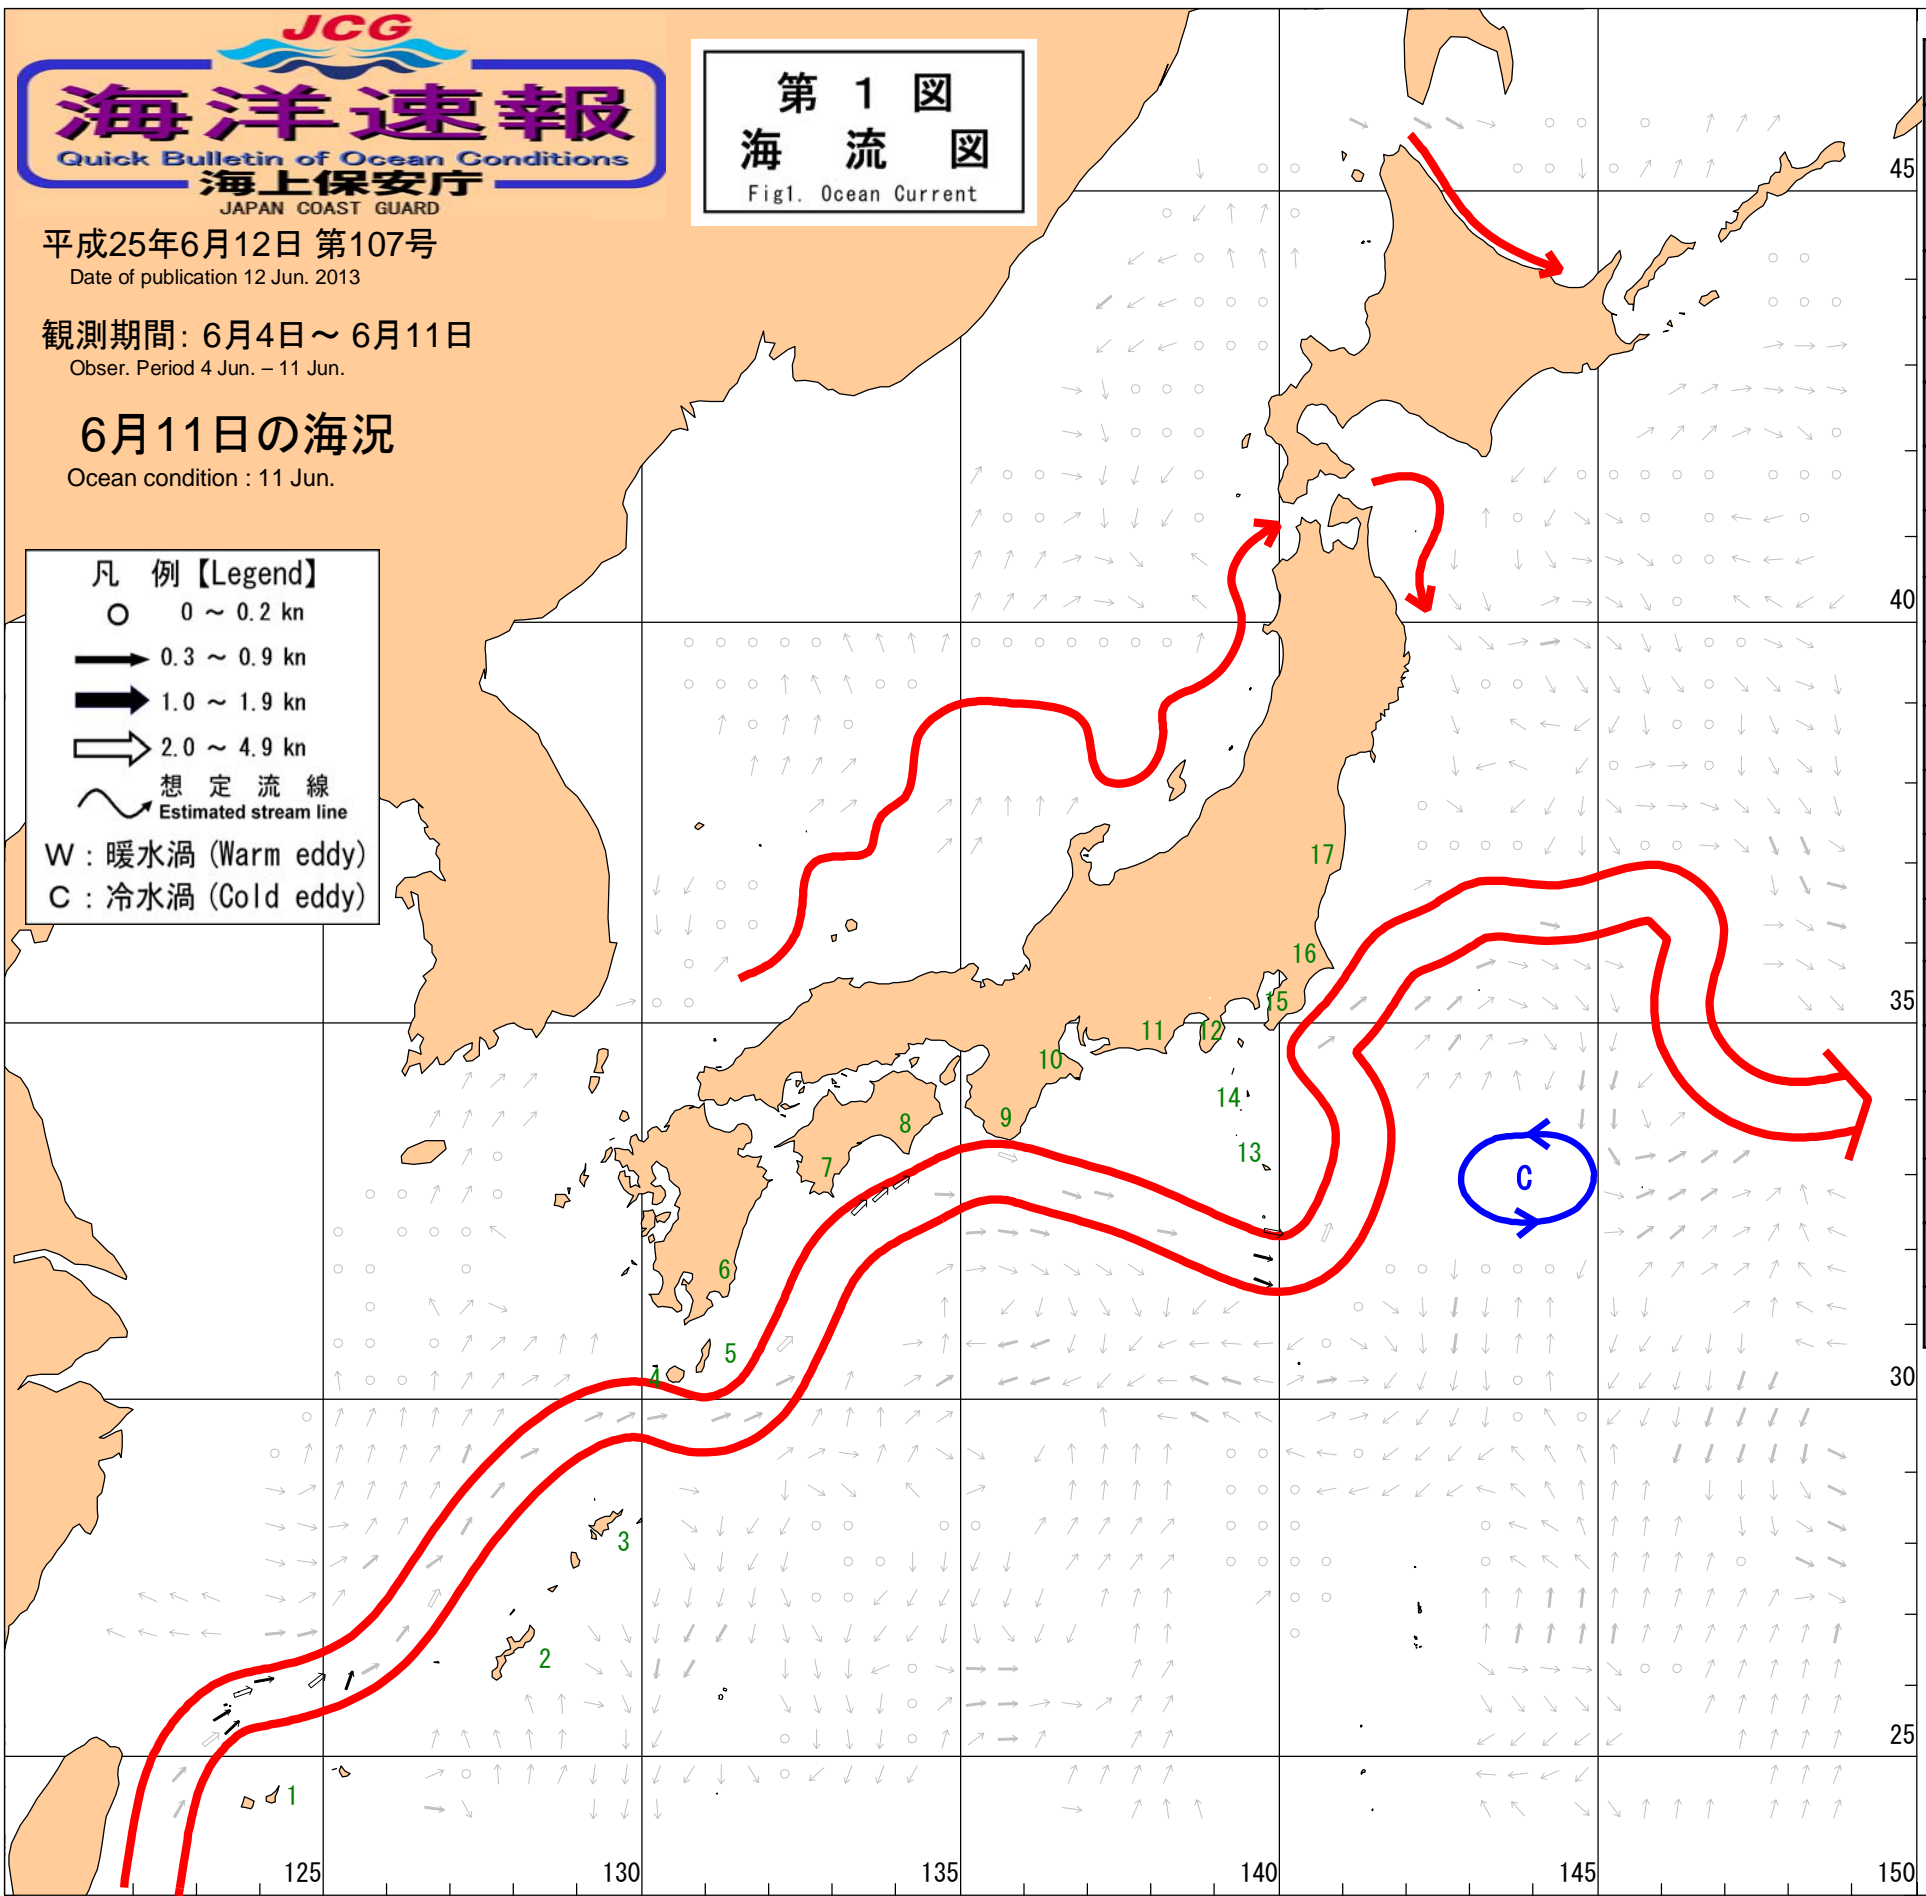 JCG
海洋速報
Quick Bulletin of Ocean Conditions
海上保安庁
JAPAN COAST GUARD
平成25年6月12日 第107号
Date of publication 12 Jun. 2013
観測期間: 6月4日～ 6月11日
Obser. Period 4 Jun. – 11 Jun.
6月11日の海況
Ocean condition : 11 Jun.
第 1 図
海 流 図
Fig1. Ocean Current
凡 例【Legend】
0 ～ 0.2 kn
0.3 ～ 0.9 kn
1.0 ～ 1.9 kn
2.0 ～ 4.9 kn
想 定 流 線
Estimated stream line
W : 暖水渦 (Warm eddy)
C : 冷水渦 (Cold eddy)
45
40
17
16
35
15
12
11
10
14
9
8
13
7
C
6
5
4
30
3
2
25
1
125
130
135
140
145
150